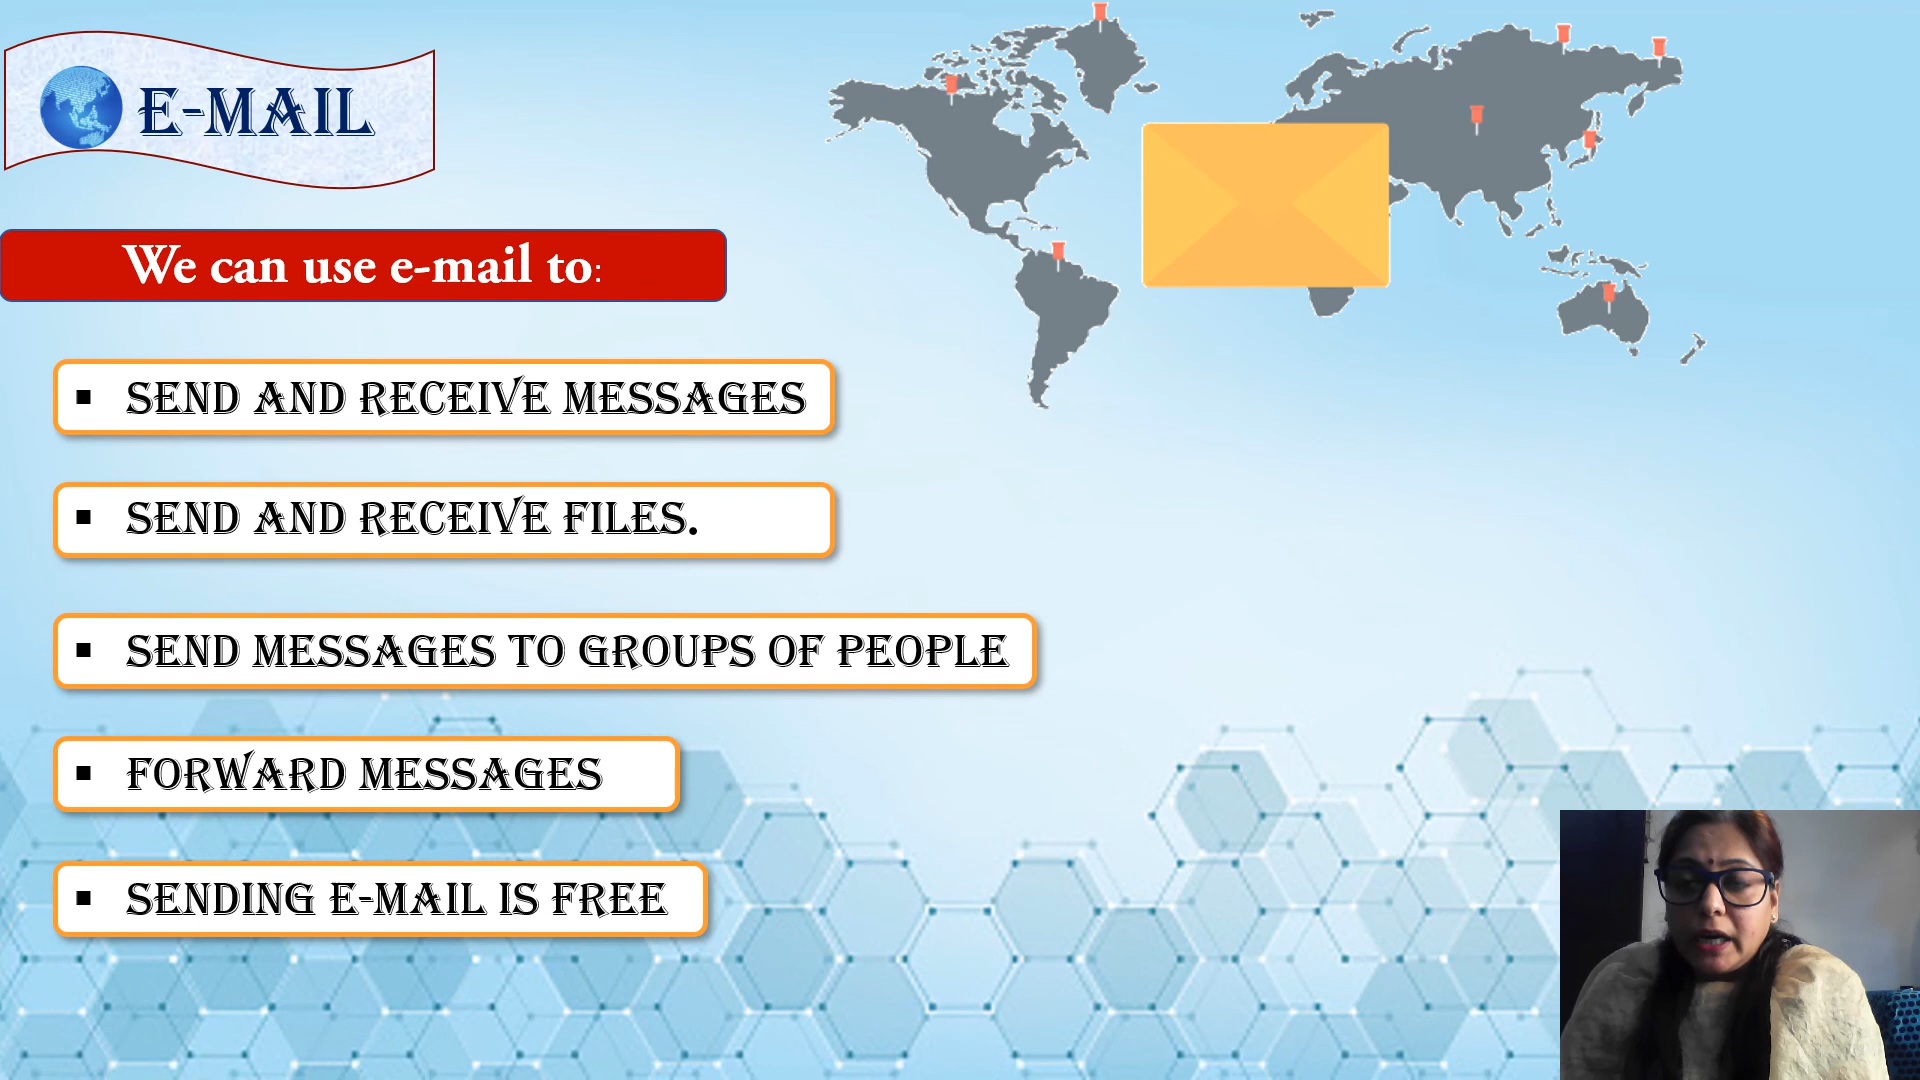 E-MAIL
We can use e-mail to:
▪ SEND AND RECEIVE MESSAGES
▪ SEND AND RECEIVE FILES.
▪ SEND MESSAGES TO GROUPS OF PEOPLE
▪ FORWARD MESSAGES
▪ SENDING E-MAIL IS FREE